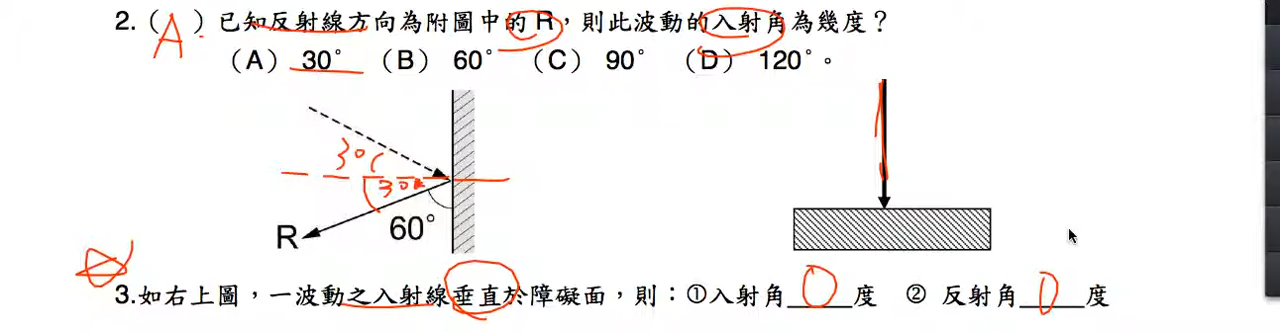 2.（A）已知反射線方向為附圖中的 R，則此波動的入射角為幾度？
（A） 30°（B） 60°（C） 90°（D） 120°。
30°
30°
R
60°
3.如右上圖，一波動之入射線垂直於障礙面，則：①入射角 0 度 ② 反射角 0 度